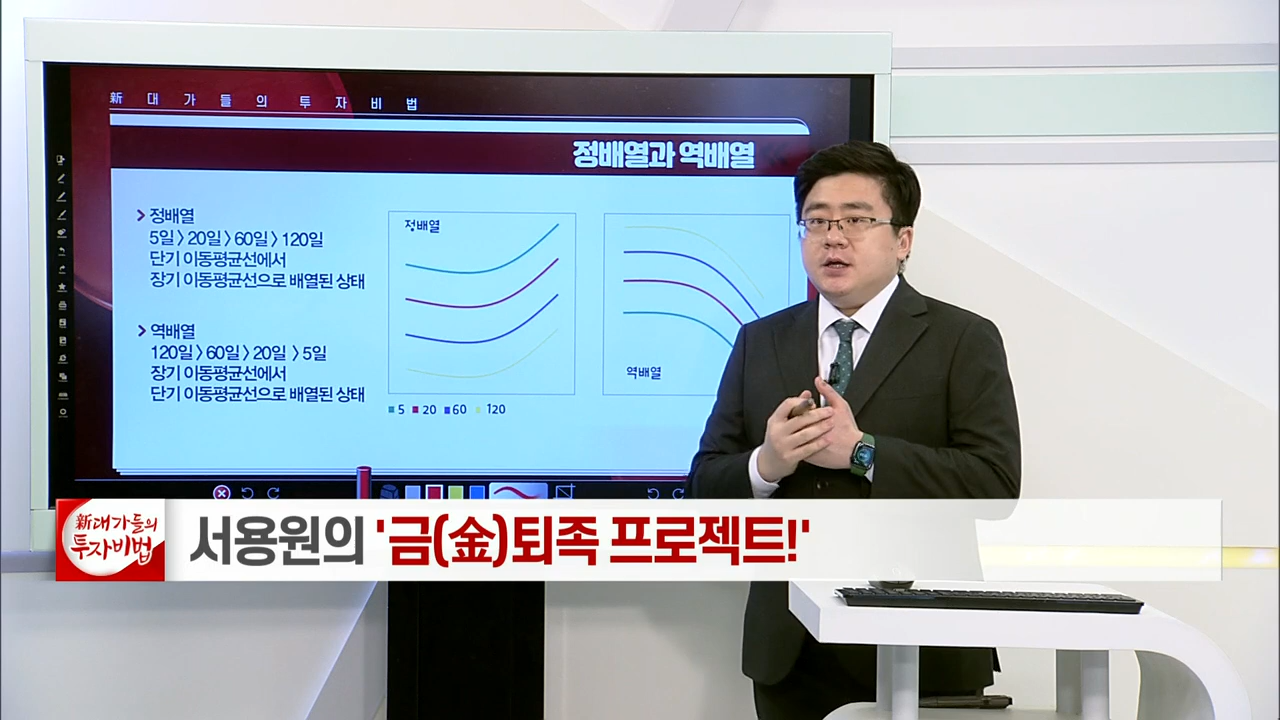 新대가들의투자비법
정배열과 역배열
> 정배열
5일 > 20일 > 60일 > 120일
단기 이동평균선에서
장기 이동평균선으로 배열된 상태
> 역배열
120일 > 60일 > 20일 > 5일
장기 이동평균선에서
단기 이동평균선으로 배열된 상태
정배열
역배열
5 20 60 120
新대가들의
투자비법
서용원의 '금(金)퇴족 프로젝트!'